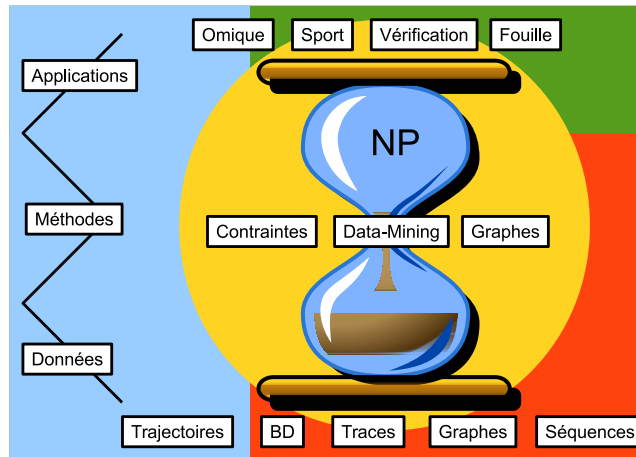 Omique Sport Vérification Fouille
Applications
NP
Méthodes
Contraintes Data-Mining Graphes
Données
Trajectoires BD Traces Graphes Séquences